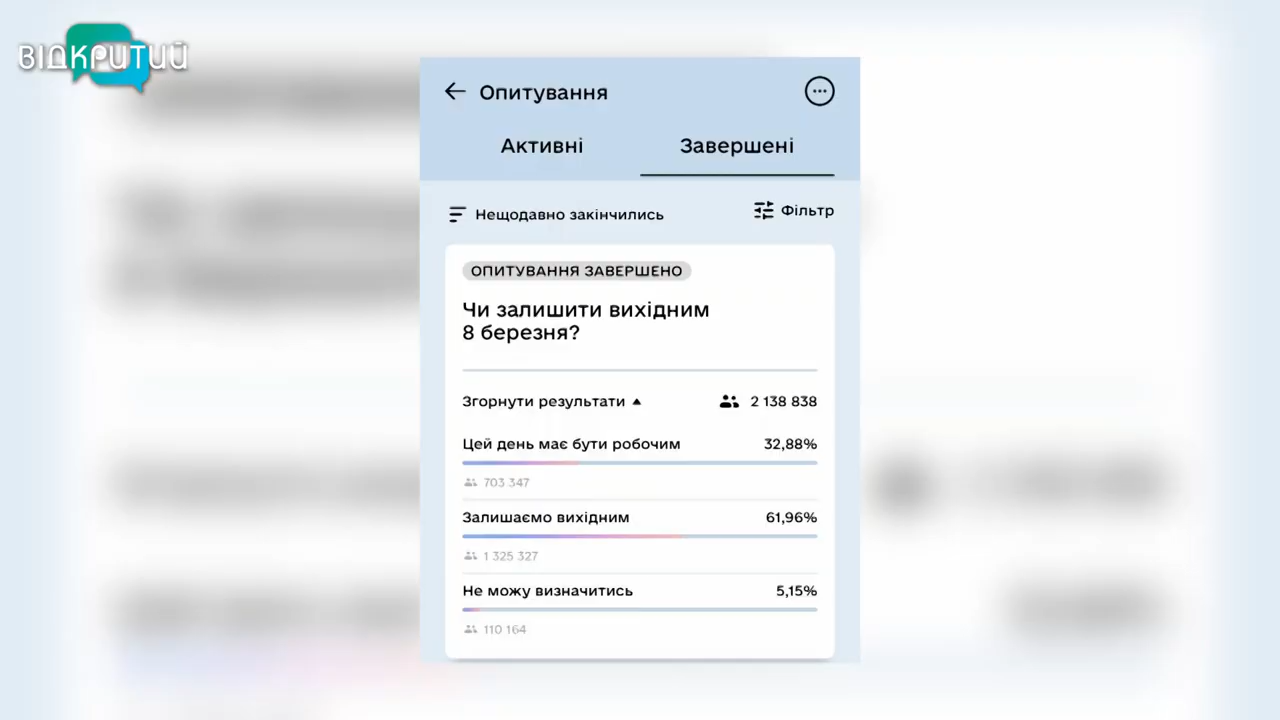 ВІДКРИТИЙ
Опитування
Активні
Завершені
Нещодавно закінчились
Фільтр
ОПИТУВАННЯ ЗАВЕРШЕНО
Чи залишити вихідним
8 березня?
Згорнути результати 2 138 838
Цей день має бути робочим 32,88%
703 347
Залишаємо вихідним 61,96%
1 325 327
Не можу визначитись 5,15%
110 164